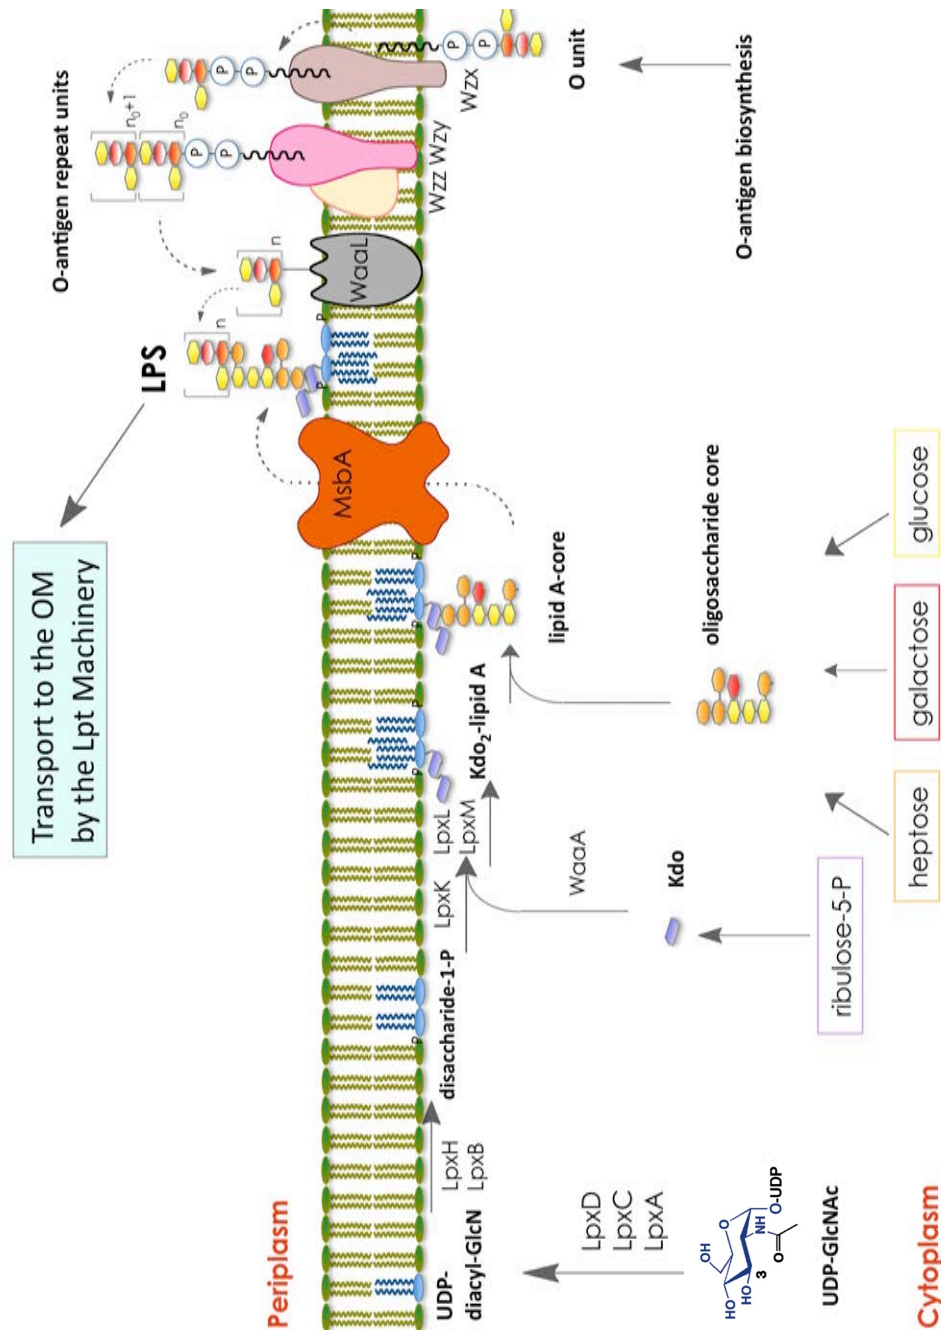 Periplasm
Cytoplasm
UDP-GlcNAc
HO
HO
3
OH
O
NH
O
O-UDP
LpxD
LpxC
LpxA
UDP-
diacyl-GlcN
LpxH
LpxB
P
disaccharide-1-P
LpxK
LpxL
LpxM
WaaA
Kdo
ribulose-5-P
P
P
Kdo2-lipid A
P
P
lipid A-core
oligosaccharide core
heptose
galactose
glucose
MsbA
Transport to the OM
by the Lpt Machinery
LPS
n
P
P
WaaL
n
O-antigen repeat units
n0+1
n0
P
P
Wzz Wzy
P
P
Wzx
P
P
O unit
O-antigen biosynthesis